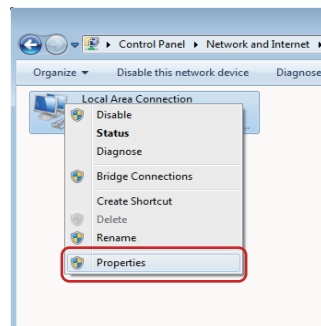 Control Panel ▸ Network and Internet ▸
Organize ▾ Disable this network device Diagnose
Local Area Connection
Disable
Status
Diagnose
Bridge Connections
Create Shortcut
Delete
Rename
Properties